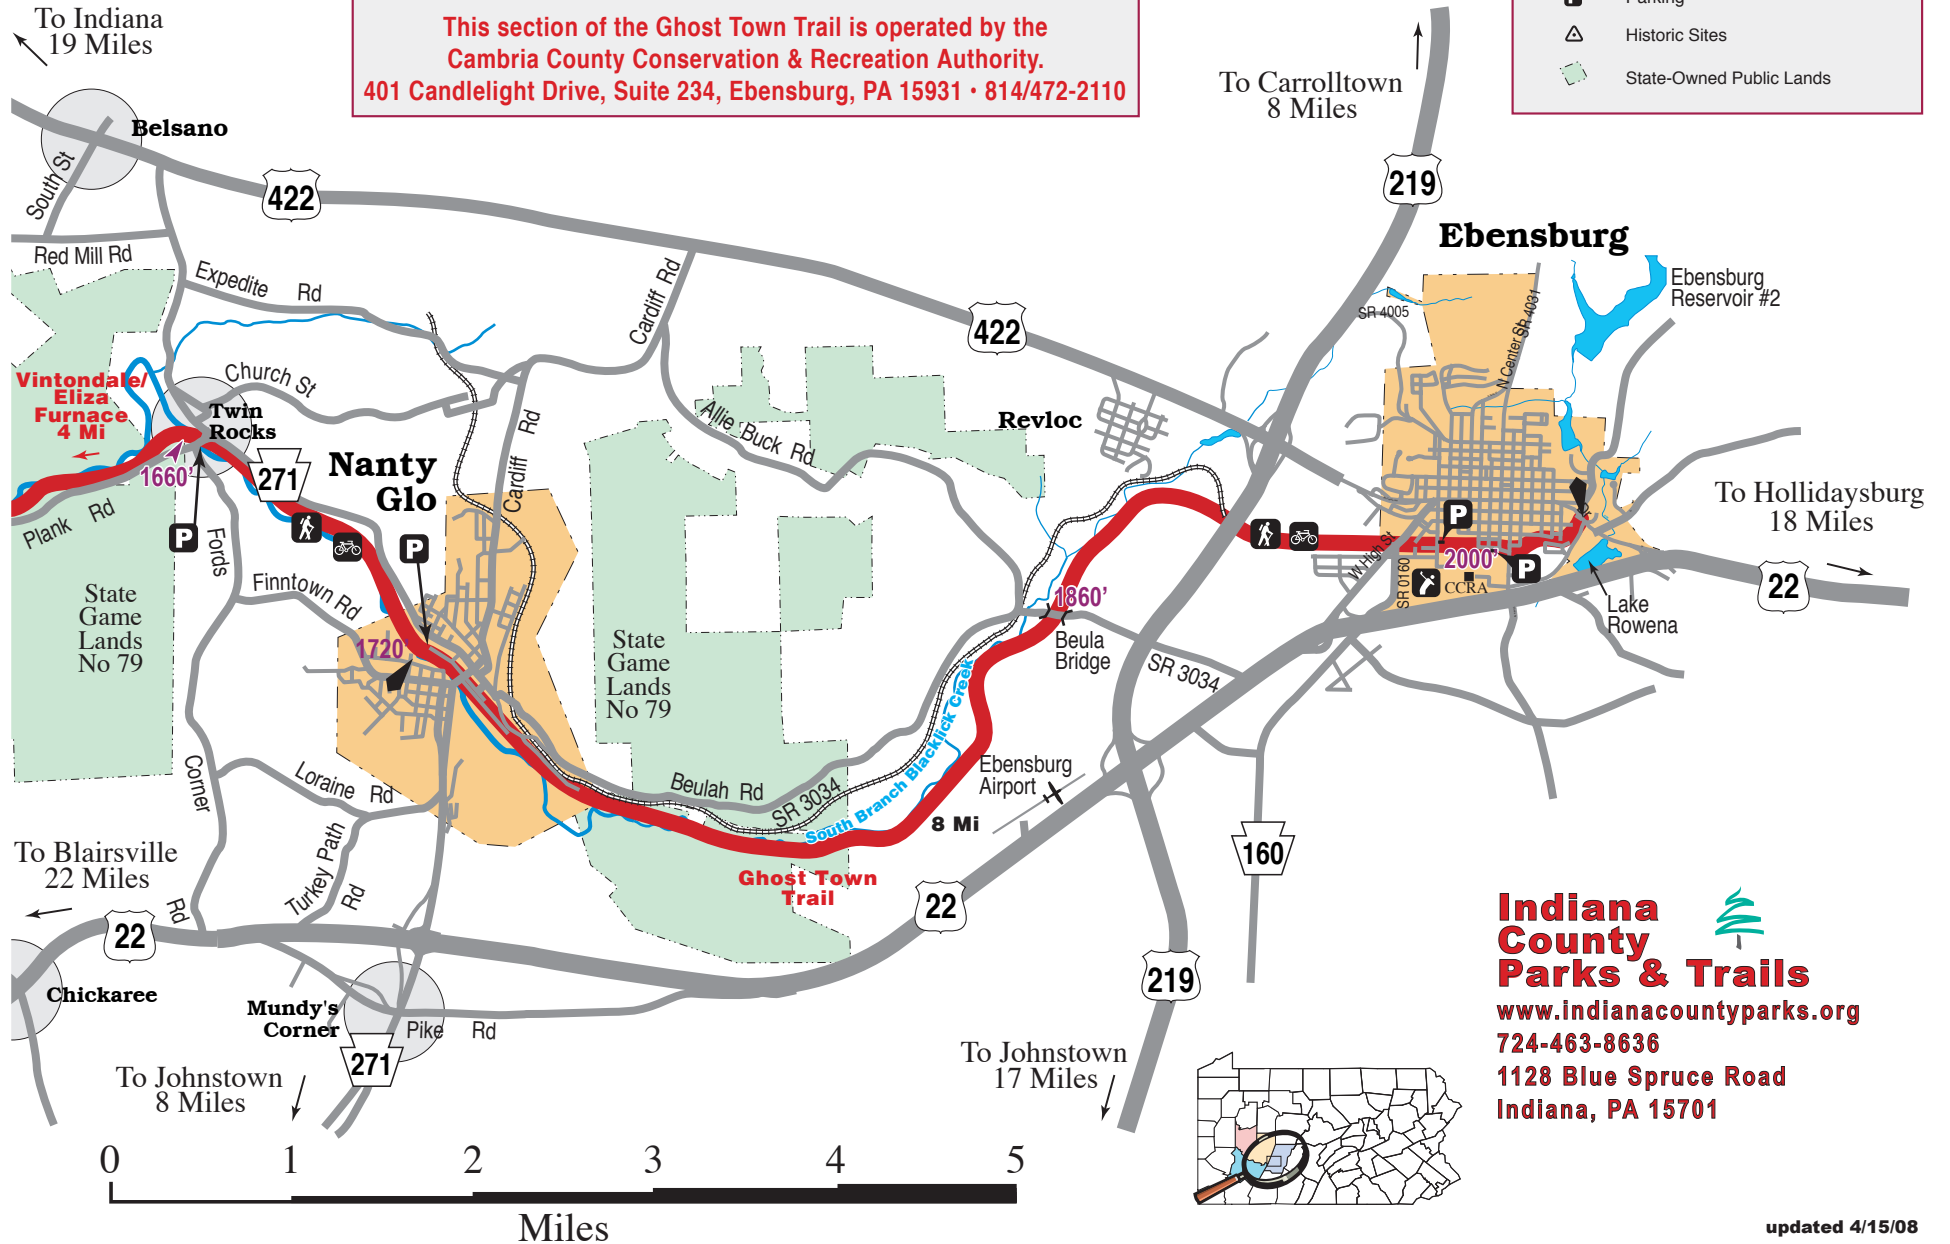 To Indiana
19 Miles
This section of the Ghost Town Trail is operated by the
Cambria County Conservation & Recreation Authority.
401 Candlelight Drive, Suite 234, Ebensburg, PA 15931 • 814/472-2110
Parking
Historic Sites
State-Owned Public Lands
To Carrolltown
8 Miles
Belsano
South St
422
219
Red Mill Rd
Expedite Rd
Cardiff Rd
Ebensburg
Ebensburg
Reservoir #2
SR 4005
N Center St
SR 4031
422
Vintondale/
Eliza
Furnace
4 Mi
Church St
Twin
Rocks
Cardiff Rd
Allie Buck Rd
Revloc
1660'
271
Nanty
Glo
Plank Rd
P
Fords
P
P
2000'
P
W High St
SR 0160
CCRA
To Hollidaysburg
18 Miles
22
Finntown Rd
State
Game
Lands
No 79
1720'
State
Game
Lands
No 79
1860'
Beula
Bridge
SR 3034
Lake
Rowena
South Branch Blacklick Creek
Corner
Loraine Rd
Beulah Rd
SR 3034
Ebensburg
Airport
8 Mi
160
Turkey Path
Rd
Ghost Town
Trail
To Blairsville
22 Miles
Rd
22
22
219
Chickaree
Mundy's
Corner
Pike Rd
271
To Johnstown
8 Miles
To Johnstown
17 Miles
Indiana
County
Parks & Trails
www.indianacountyparks.org
724-463-8636
1128 Blue Spruce Road
Indiana, PA 15701
0 1 2 3 4 5
Miles
updated 4/15/08